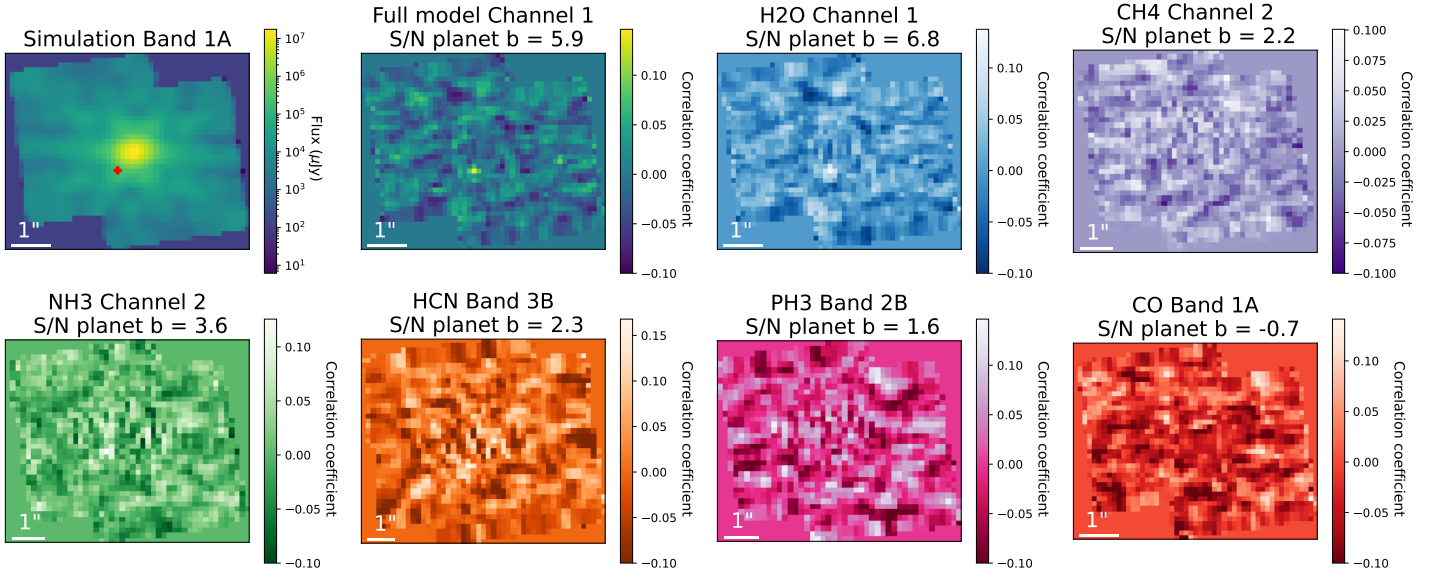 Simulation Band 1A
10⁷
10⁶
10⁵
10⁴
10³
10²
10¹
Flux (μJy)
1"
Full model Channel 1
S/N planet b = 5.9
0.10
0.05
0.00
−0.05
−0.10
Correlation coefficient
1"
H2O Channel 1
S/N planet b = 6.8
0.10
0.05
0.00
−0.05
−0.10
Correlation coefficient
1"
CH4 Channel 2
S/N planet b = 2.2
0.100
0.075
0.050
0.025
0.000
−0.025
−0.050
−0.075
−0.100
Correlation coefficient
1"
NH3 Channel 2
S/N planet b = 3.6
0.10
0.05
0.00
−0.05
−0.10
Correlation coefficient
1"
HCN Band 3B
S/N planet b = 2.3
0.15
0.10
0.05
0.00
−0.05
−0.10
Correlation coefficient
1"
PH3 Band 2B
S/N planet b = 1.6
0.10
0.05
0.00
−0.05
−0.10
Correlation coefficient
1"
CO Band 1A
S/N planet b = -0.7
0.10
0.05
0.00
−0.05
−0.10
Correlation coefficient
1"